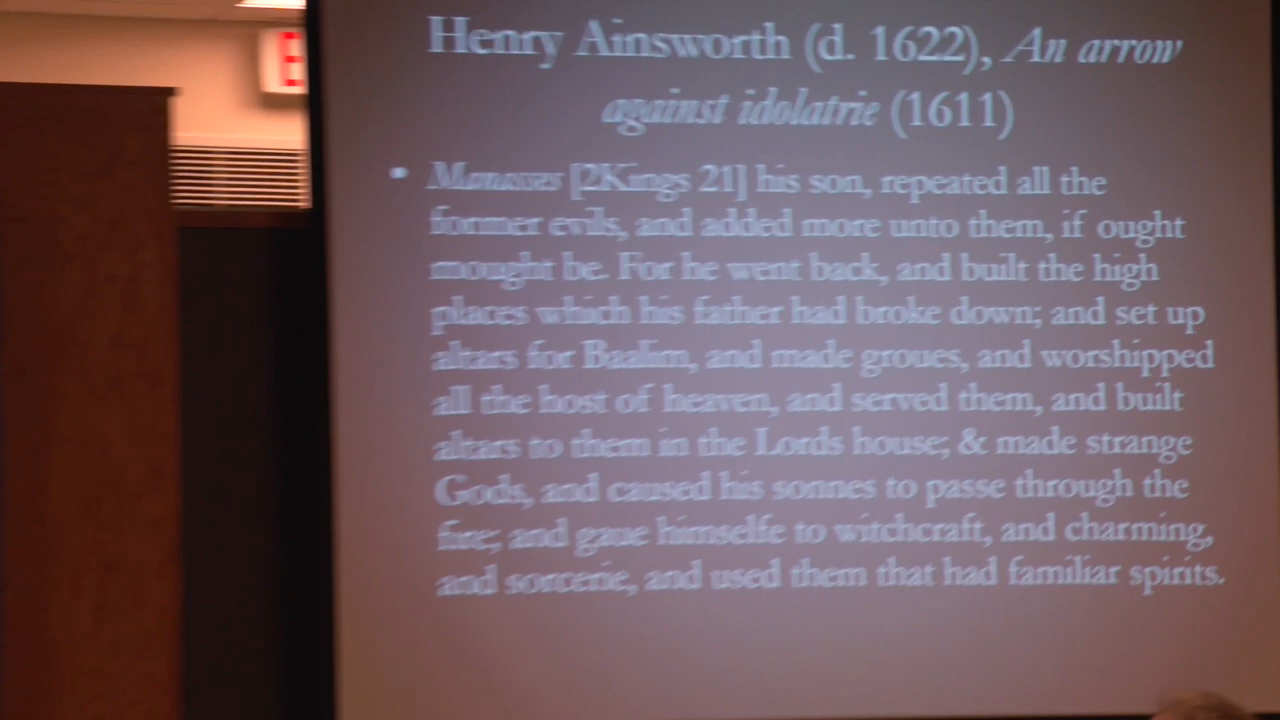 Henry Ainsworth (d. 1622), An arrow
against idolatrie (1611)
• Manasses [2Kings 21] his son, repeated all the
former evils, and added more unto them, if ought
mought be. For he went back, and built the high
places which his father had broke down; and set up
altars for Baalim, and made groues, and worshipped
all the host of heaven, and served them, and built
altars to them in the Lords house; & made strange
Gods, and caused his sonnes to passe through the
fire; and gaue himselfe to witchcraft, and charming,
and sorcerie, and used them that had familiar spirits.
E